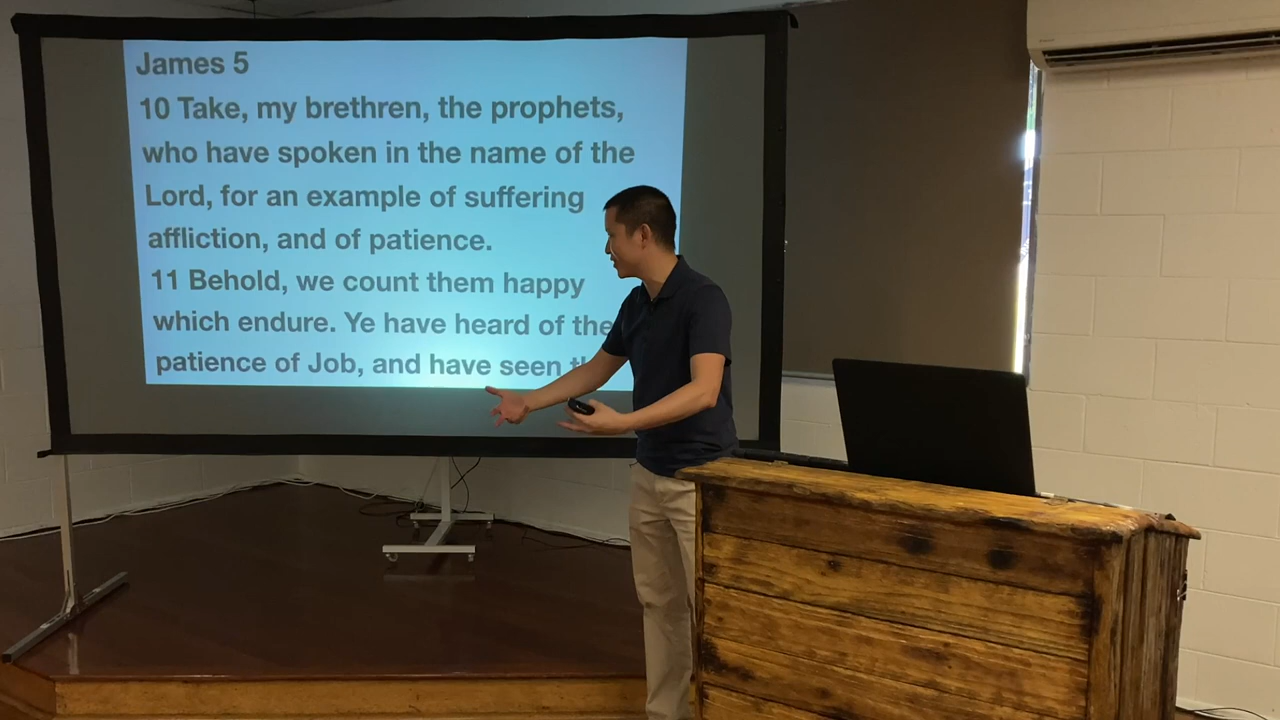 James 5
10 Take, my brethren, the prophets,
who have spoken in the name of the
Lord, for an example of suffering
affliction, and of patience.
11 Behold, we count them happy
which endure. Ye have heard of the
patience of Job, and have seen